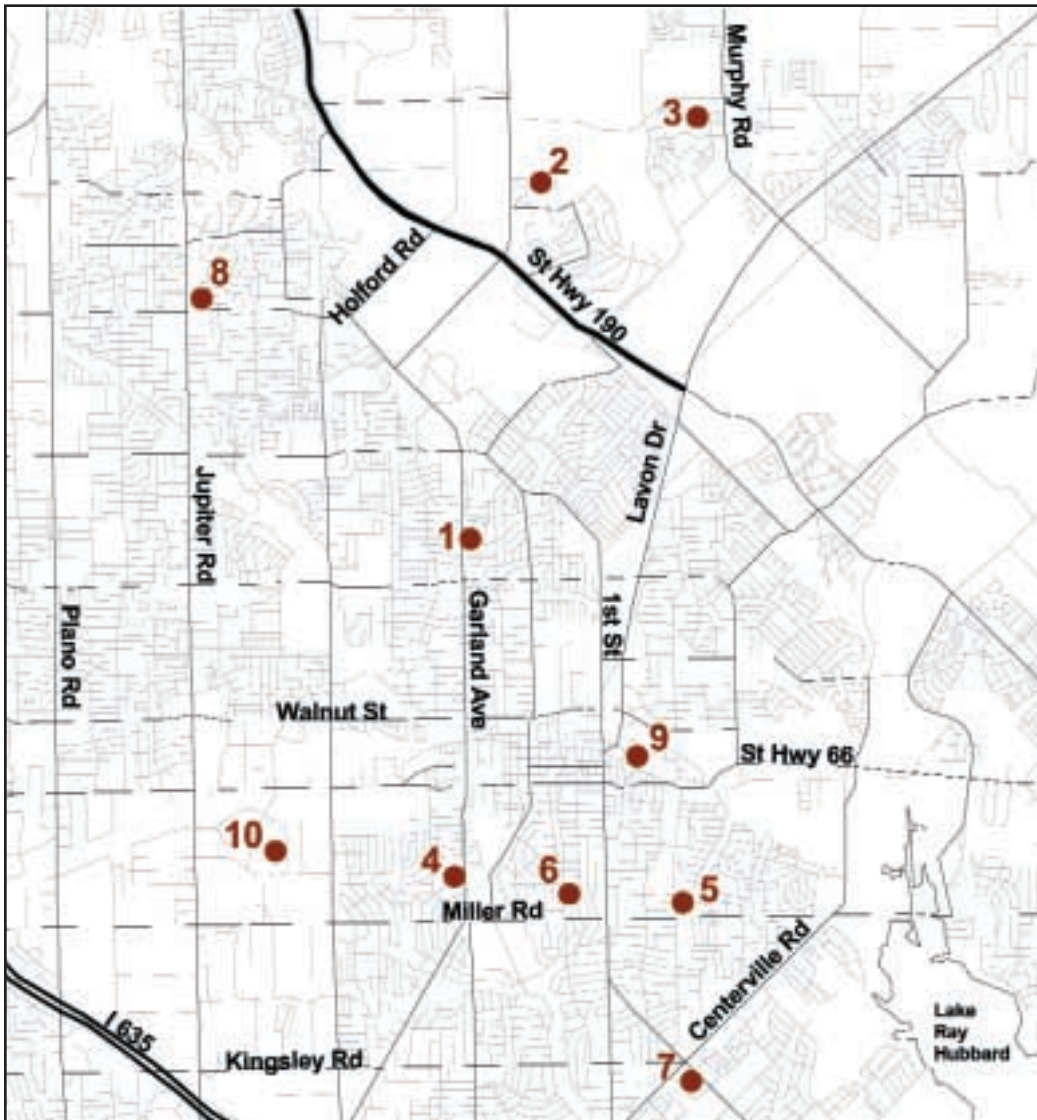 Murphy Rd
3
2
Holford Rd
8
St Hwy 190
Lavon Dr
Jupiter Rd
1
Plano Rd
Garland Ave
1st St
Walnut St
9
St Hwy 66
10
4
6
5
Miller Rd
Centerville Rd
Lake
Ray
Hubbard
I 635
Kingsley Rd
7